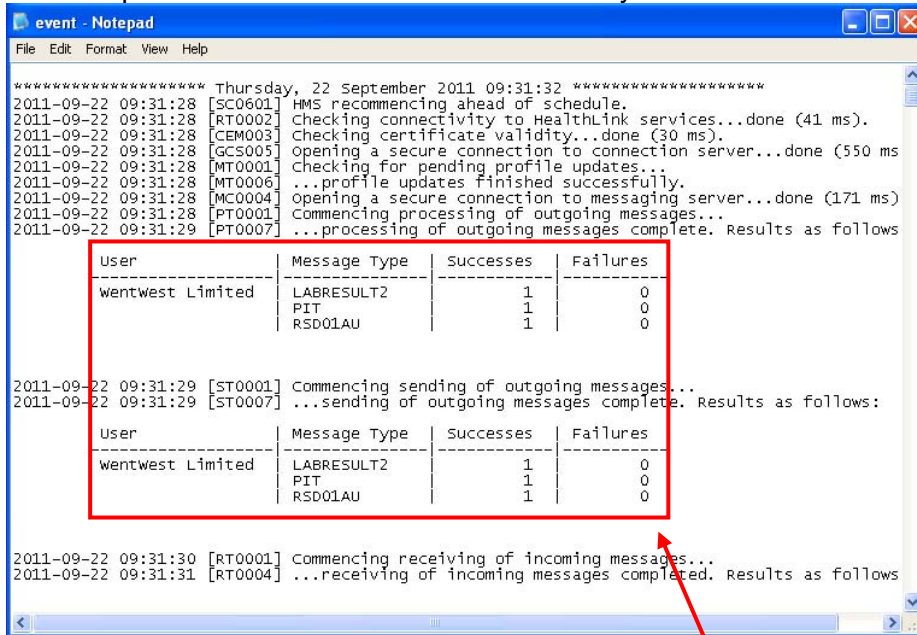 event - Notepad
File Edit Format View Help
******************** Thursday, 22 September 2011 09:31:32 ********************
2011-09-22 09:31:28 [SC0601] HMS recommencing ahead of schedule.
2011-09-22 09:31:28 [RT0002] Checking connectivity to HealthLink services...done (41 ms).
2011-09-22 09:31:28 [CEM003] Checking certificate validity...done (30 ms).
2011-09-22 09:31:28 [GCS005] Opening a secure connection to connection server...done (550 ms
2011-09-22 09:31:28 [MT0001] Checking for pending profile updates...
2011-09-22 09:31:28 [MT0006] ...profile updates finished successfully.
2011-09-22 09:31:28 [MC0004] Opening a secure connection to messaging server...done (171 ms)
2011-09-22 09:31:28 [PT0001] Commencing processing of outgoing messages...
2011-09-22 09:31:29 [PT0007] ...processing of outgoing messages complete. Results as follows
User | Message Type | Successes | Failures
WentWest Limited | LABRESULT2 | 1 | 0
| PIT | 1 | 0
| RSD01AU | 1 | 0
2011-09-22 09:31:29 [ST0001] Commencing sending of outgoing messages...
2011-09-22 09:31:29 [ST0007] ...sending of outgoing messages complete. Results as follows:
User | Message Type | Successes | Failures
WentWest Limited | LABRESULT2 | 1 | 0
| PIT | 1 | 0
| RSD01AU | 1 | 0
2011-09-22 09:31:30 [RT0001] Commencing receiving of incoming messages...
2011-09-22 09:31:31 [RT0004] ...receiving of incoming messages completed. Results as follows